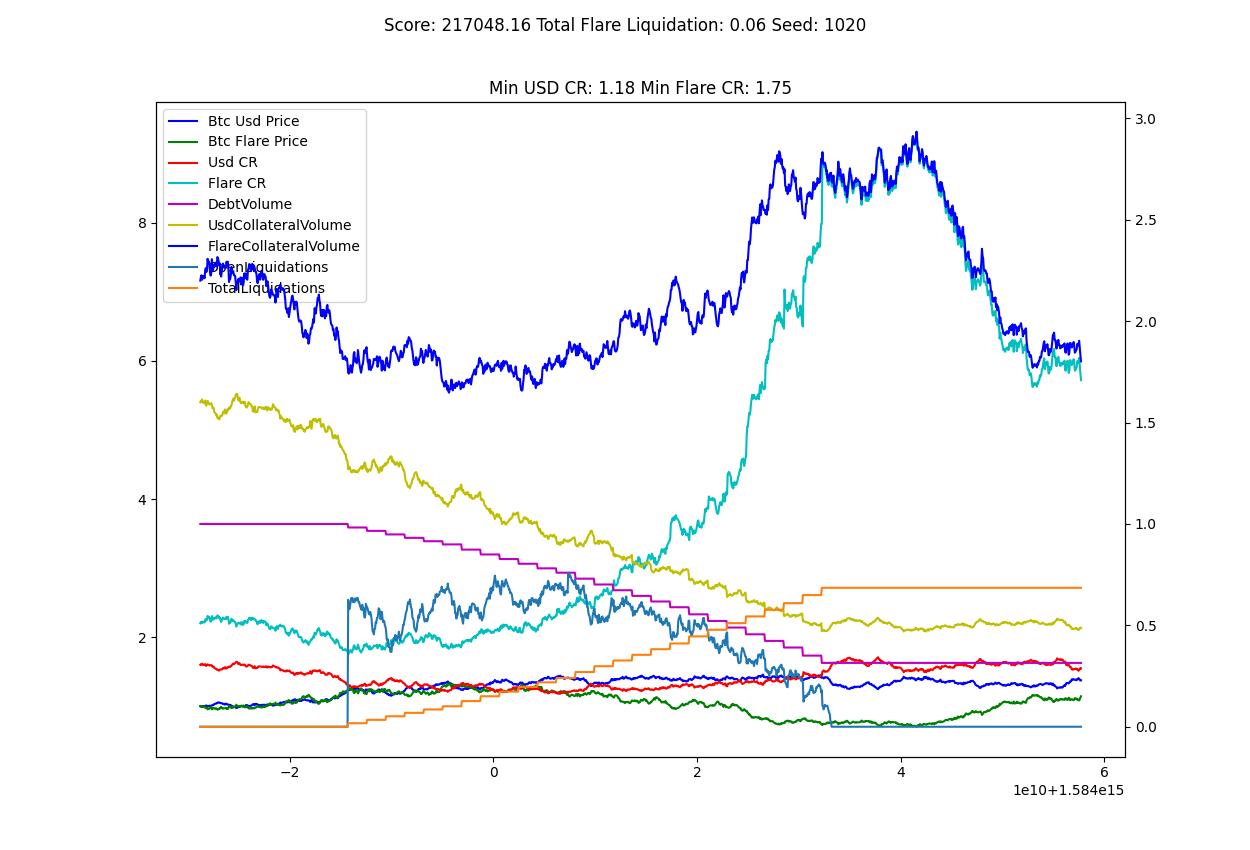 Score: 217048.16 Total Flare Liquidation: 0.06 Seed: 1020
Min USD CR: 1.18 Min Flare CR: 1.75
Btc Usd Price
Btc Flare Price
Usd CR
Flare CR
DebtVolume
UsdCollateralVolume
FlareCollateralVolume
OpenLiquidations
TotalLiquidations
8
6
4
2
3.0
2.5
2.0
1.5
1.0
0.5
0.0
−2 0 2 4 6
1e10+1.584e15